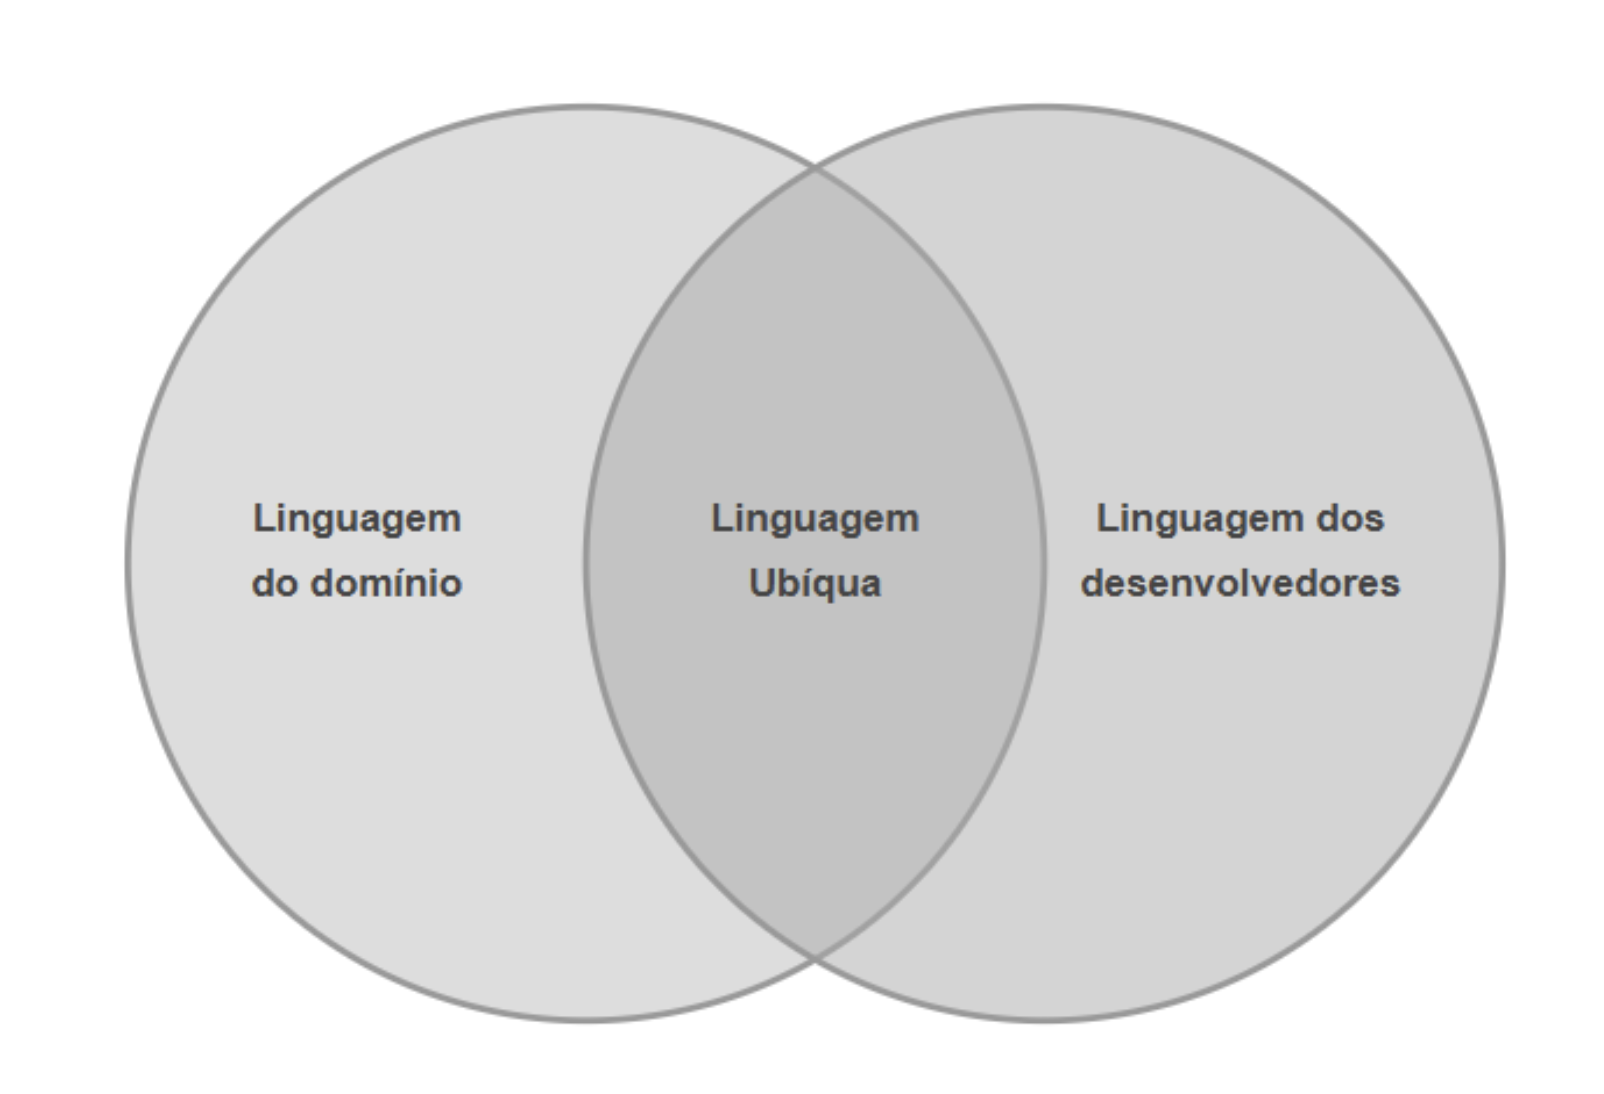 Linguagem
do domínio
Linguagem
Ubíqua
Linguagem dos
desenvolvedores